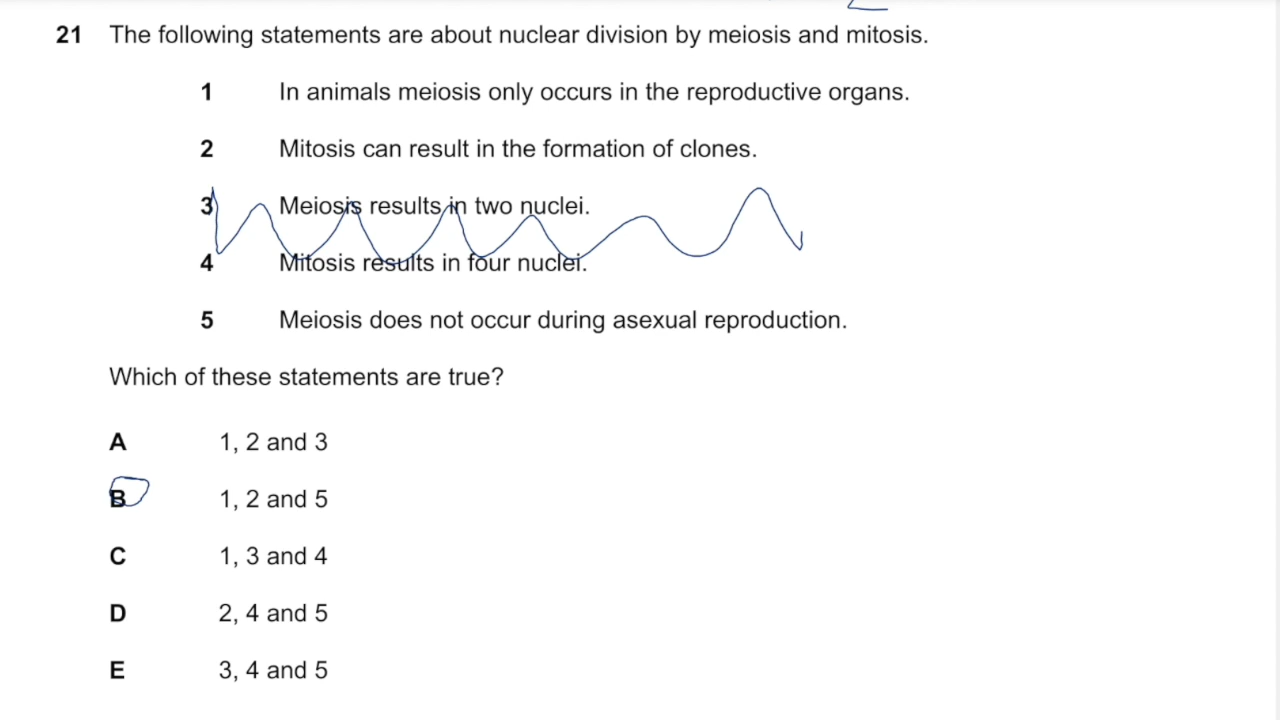 21 The following statements are about nuclear division by meiosis and mitosis.
1 In animals meiosis only occurs in the reproductive organs.
2 Mitosis can result in the formation of clones.
3 Meiosis results in two nuclei.
4 Mitosis results in four nuclei.
5 Meiosis does not occur during asexual reproduction.
Which of these statements are true?
A 1, 2 and 3
B 1, 2 and 5
C 1, 3 and 4
D 2, 4 and 5
E 3, 4 and 5